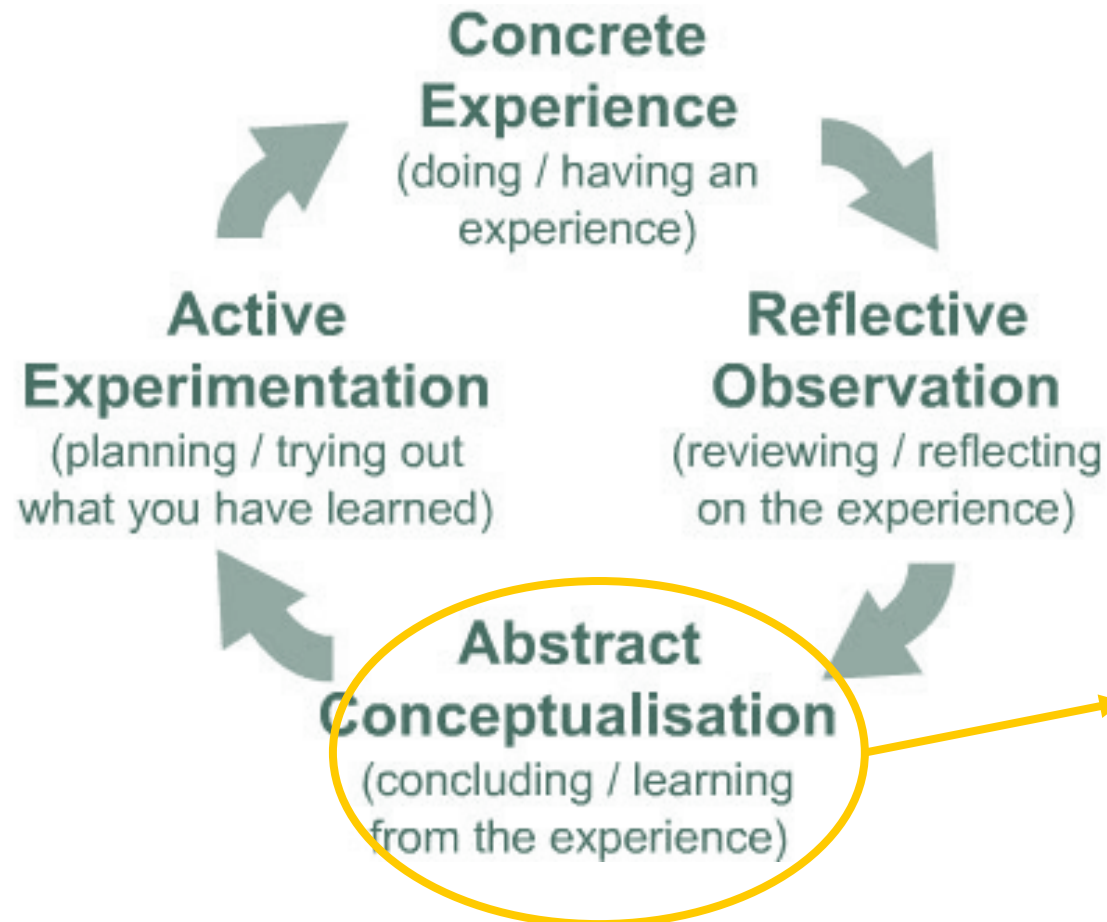 Concrete
Experience
(doing / having an
experience)
Active
Experimentation
(planning / trying out
what you have learned)
Reflective
Observation
(reviewing / reflecting
on the experience)
Abstract
Conceptualisation
(concluding / learning
from the experience)